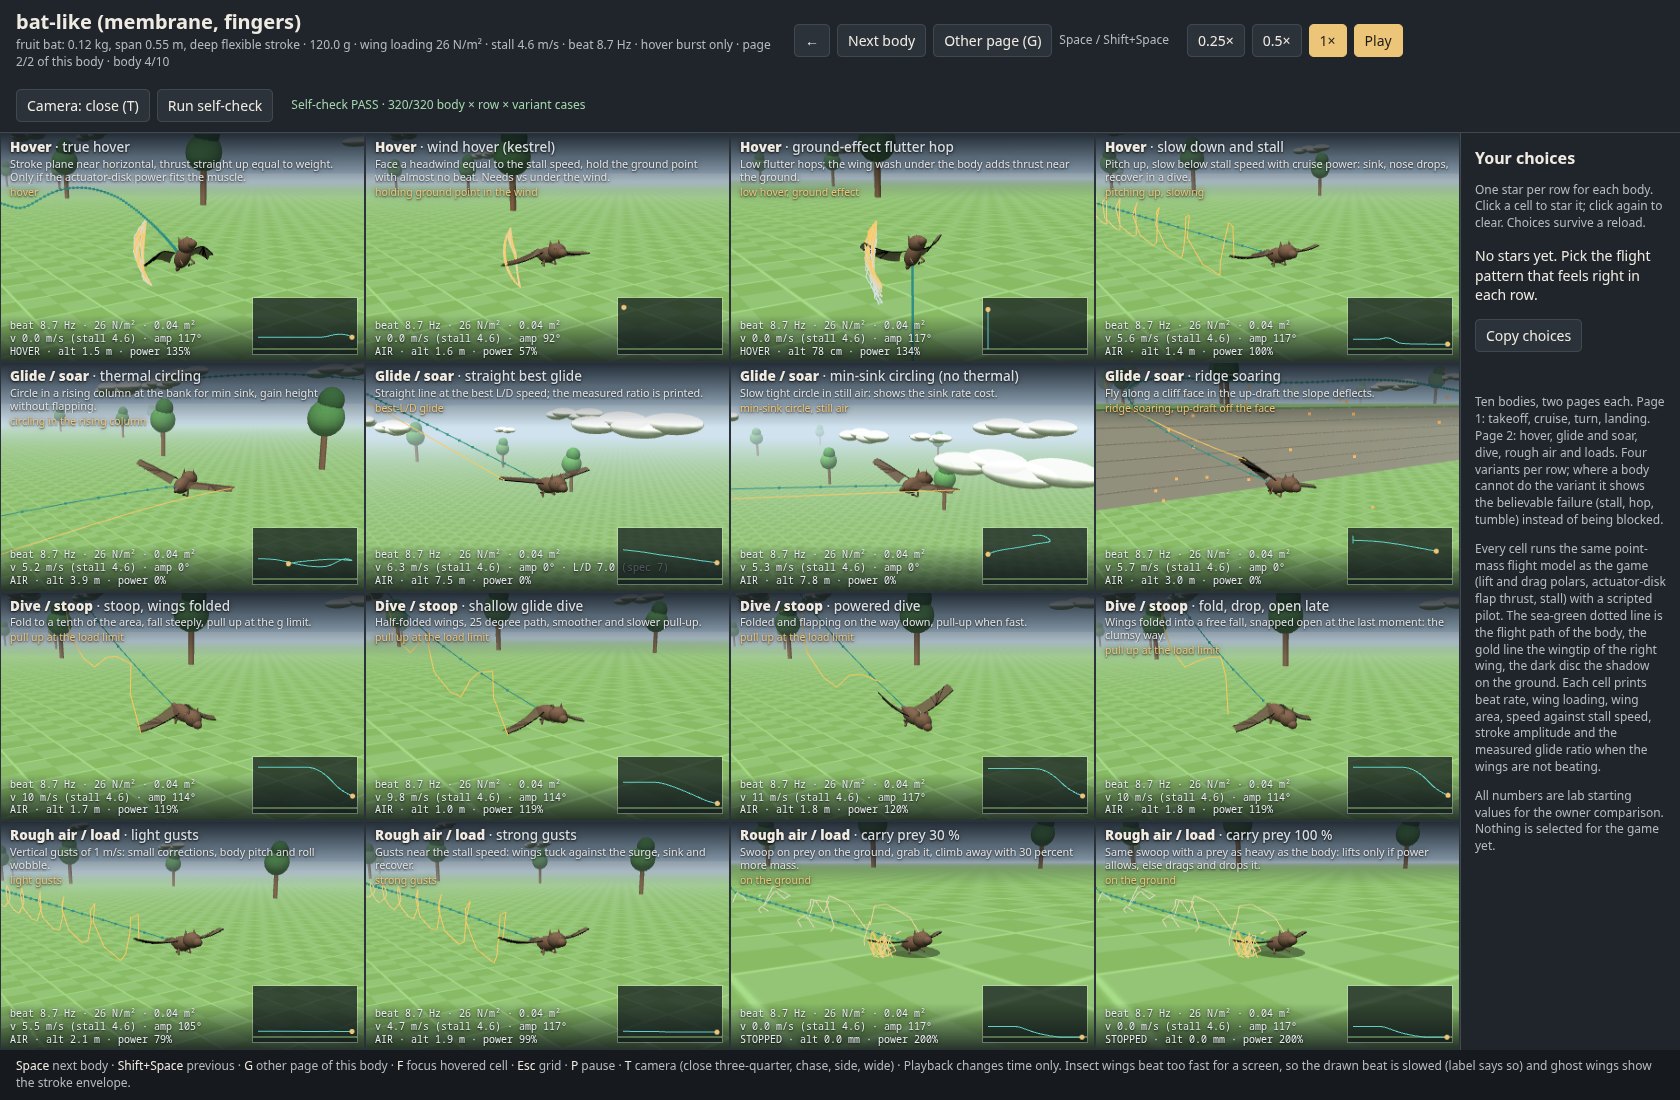 bat-like (membrane, fingers)
fruit bat: 0.12 kg, span 0.55 m, deep flexible stroke · 120.0 g · wing loading 26 N/m² · stall 4.6 m/s · beat 8.7 Hz · hover burst only · page
2/2 of this body · body 4/10
← Next body Other page (G) Space / Shift+Space 0.25× 0.5× 1× Play
Camera: close (T) Run self-check Self-check PASS · 320/320 body × row × variant cases
Hover · true hover
Stroke plane near horizontal, thrust straight up equal to weight.
Only if the actuator-disk power fits the muscle.
hover
beat 8.7 Hz · 26 N/m² · 0.04 m²
v 0.0 m/s (stall 4.6) · amp 117°
HOVER · alt 1.5 m · power 135%
Hover · wind hover (kestrel)
Face a headwind equal to the stall speed, hold the ground point
with almost no beat. Needs vs under the wind.
holding ground point in the wind
beat 8.7 Hz · 26 N/m² · 0.04 m²
v 0.0 m/s (stall 4.6) · amp 92°
AIR · alt 1.6 m · power 57%
Hover · ground-effect flutter hop
Low flutter hops; the wing wash under the body adds thrust near
the ground.
low hover, ground effect
beat 8.7 Hz · 26 N/m² · 0.04 m²
v 0.0 m/s (stall 4.6) · amp 117°
HOVER · alt 78 cm · power 134%
Hover · slow down and stall
Pitch up, slow below stall speed with cruise power: sink, nose drops,
recover in a dive.
pitching up, slowing
beat 8.7 Hz · 26 N/m² · 0.04 m²
v 5.6 m/s (stall 4.6) · amp 117°
AIR · alt 1.4 m · power 100%
Glide / soar · thermal circling
Circle in a rising column at the bank for min sink, gain height
without flapping.
circling in the rising column
beat 8.7 Hz · 26 N/m² · 0.04 m²
v 5.2 m/s (stall 4.6) · amp 0°
AIR · alt 3.9 m · power 0%
Glide / soar · straight best glide
Straight line at the best L/D speed; the measured ratio is printed.
best-L/D glide
beat 8.7 Hz · 26 N/m² · 0.04 m²
v 6.3 m/s (stall 4.6) · amp 0° · L/D 7.0 (spec 7)
AIR · alt 7.5 m · power 0%
Glide / soar · min-sink circling (no thermal)
Slow tight circle in still air: shows the sink rate cost.
min-sink circle, still air
beat 8.7 Hz · 26 N/m² · 0.04 m²
v 5.3 m/s (stall 4.6) · amp 0°
AIR · alt 7.8 m · power 0%
Glide / soar · ridge soaring
Fly along a cliff face in the up-draft the slope deflects.
ridge soaring, up-draft off the face
beat 8.7 Hz · 26 N/m² · 0.04 m²
v 5.7 m/s (stall 4.6) · amp 0°
AIR · alt 3.0 m · power 0%
Dive / stoop · stoop, wings folded
Fold to a tenth of the area, fall steeply, pull up at the g limit.
pull up at the load limit
beat 8.7 Hz · 26 N/m² · 0.04 m²
v 10 m/s (stall 4.6) · amp 114°
AIR · alt 1.7 m · power 119%
Dive / stoop · shallow glide dive
Half-folded wings, 25 degree path, smoother and slower pull-up.
pull up at the load limit
beat 8.7 Hz · 26 N/m² · 0.04 m²
v 9.8 m/s (stall 4.6) · amp 114°
AIR · alt 1.0 m · power 119%
Dive / stoop · powered dive
Folded and flapping on the way down, pull-up when fast.
pull up at the load limit
beat 8.7 Hz · 26 N/m² · 0.04 m²
v 11 m/s (stall 4.6) · amp 117°
AIR · alt 1.8 m · power 120%
Dive / stoop · fold, drop, open late
Wings folded into a free fall, snapped open at the last moment: the
clumsy way.
pull up at the load limit
beat 8.7 Hz · 26 N/m² · 0.04 m²
v 10 m/s (stall 4.6) · amp 114°
AIR · alt 1.8 m · power 119%
Rough air / load · light gusts
Vertical gusts of 1 m/s: small corrections, body pitch and roll
wobble.
light gusts
beat 8.7 Hz · 26 N/m² · 0.04 m²
v 5.5 m/s (stall 4.6) · amp 105°
AIR · alt 2.1 m · power 79%
Rough air / load · strong gusts
Gusts near the stall speed: wings tuck against the surge, sink and
recover.
strong gusts
beat 8.7 Hz · 26 N/m² · 0.04 m²
v 4.7 m/s (stall 4.6) · amp 117°
AIR · alt 1.9 m · power 99%
Rough air / load · carry prey 30 %
Swoop on prey on the ground, grab it, climb away with 30 percent
more mass.
on the ground
beat 8.7 Hz · 26 N/m² · 0.04 m²
v 0.0 m/s (stall 4.6) · amp 117°
STOPPED · alt 0.0 mm · power 200%
Rough air / load · carry prey 100 %
Same swoop with a prey as heavy as the body: lifts only if power
allows, else drags and drops it.
on the ground
beat 8.7 Hz · 26 N/m² · 0.04 m²
v 0.0 m/s (stall 4.6) · amp 117°
STOPPED · alt 0.0 mm · power 200%
Your choices
One star per row for each body.
Click a cell to star it; click again to
clear. Choices survive a reload.
No stars yet. Pick the flight
pattern that feels right in
each row.
Copy choices
Ten bodies, two pages each. Page
1: takeoff, cruise, turn, landing.
Page 2: hover, glide and soar,
dive, rough air and loads. Four
variants per row; where a body
cannot do the variant it shows
the believable failure (stall, hop,
tumble) instead of being blocked.
Every cell runs the same point-
mass flight model as the game
(lift and drag polars, actuator-disk
flap thrust, stall) with a scripted
pilot. The sea-green dotted line is
the flight path of the body, the
gold line the wingtip of the right
wing, the dark disc the shadow
on the ground. Each cell prints
beat rate, wing loading, wing
area, speed against stall speed,
stroke amplitude and the
measured glide ratio when the
wings are not beating.
All numbers are lab starting
values for the owner comparison.
Nothing is selected for the game
yet.
Space next body · Shift+Space previous · G other page of this body · F focus hovered cell · Esc grid · P pause · T camera (close three-quarter, chase, side, wide) · Playback changes time only. Insect wings beat too fast for a screen, so the drawn beat is slowed (label says so) and ghost wings show
the stroke envelope.